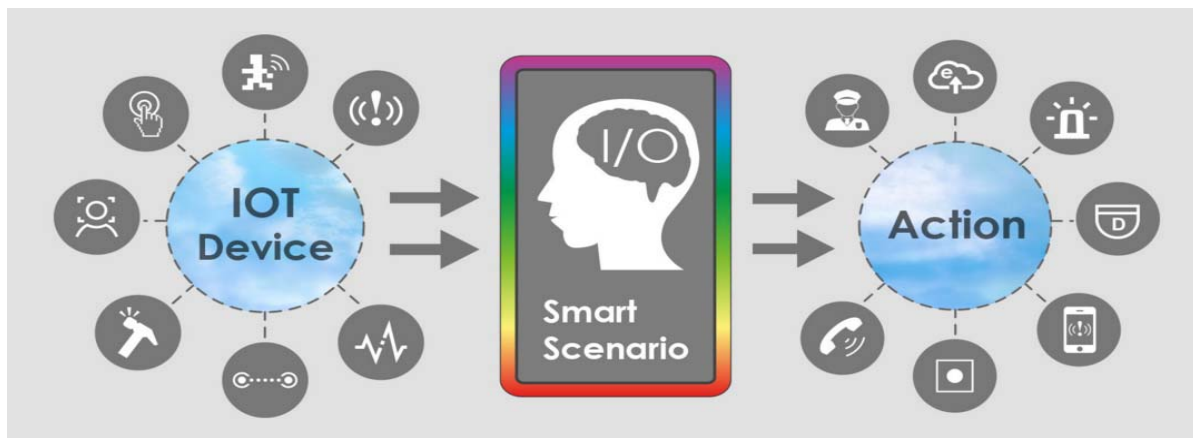 IOT
Device
I/O
Smart
Scenario
e
Action
D